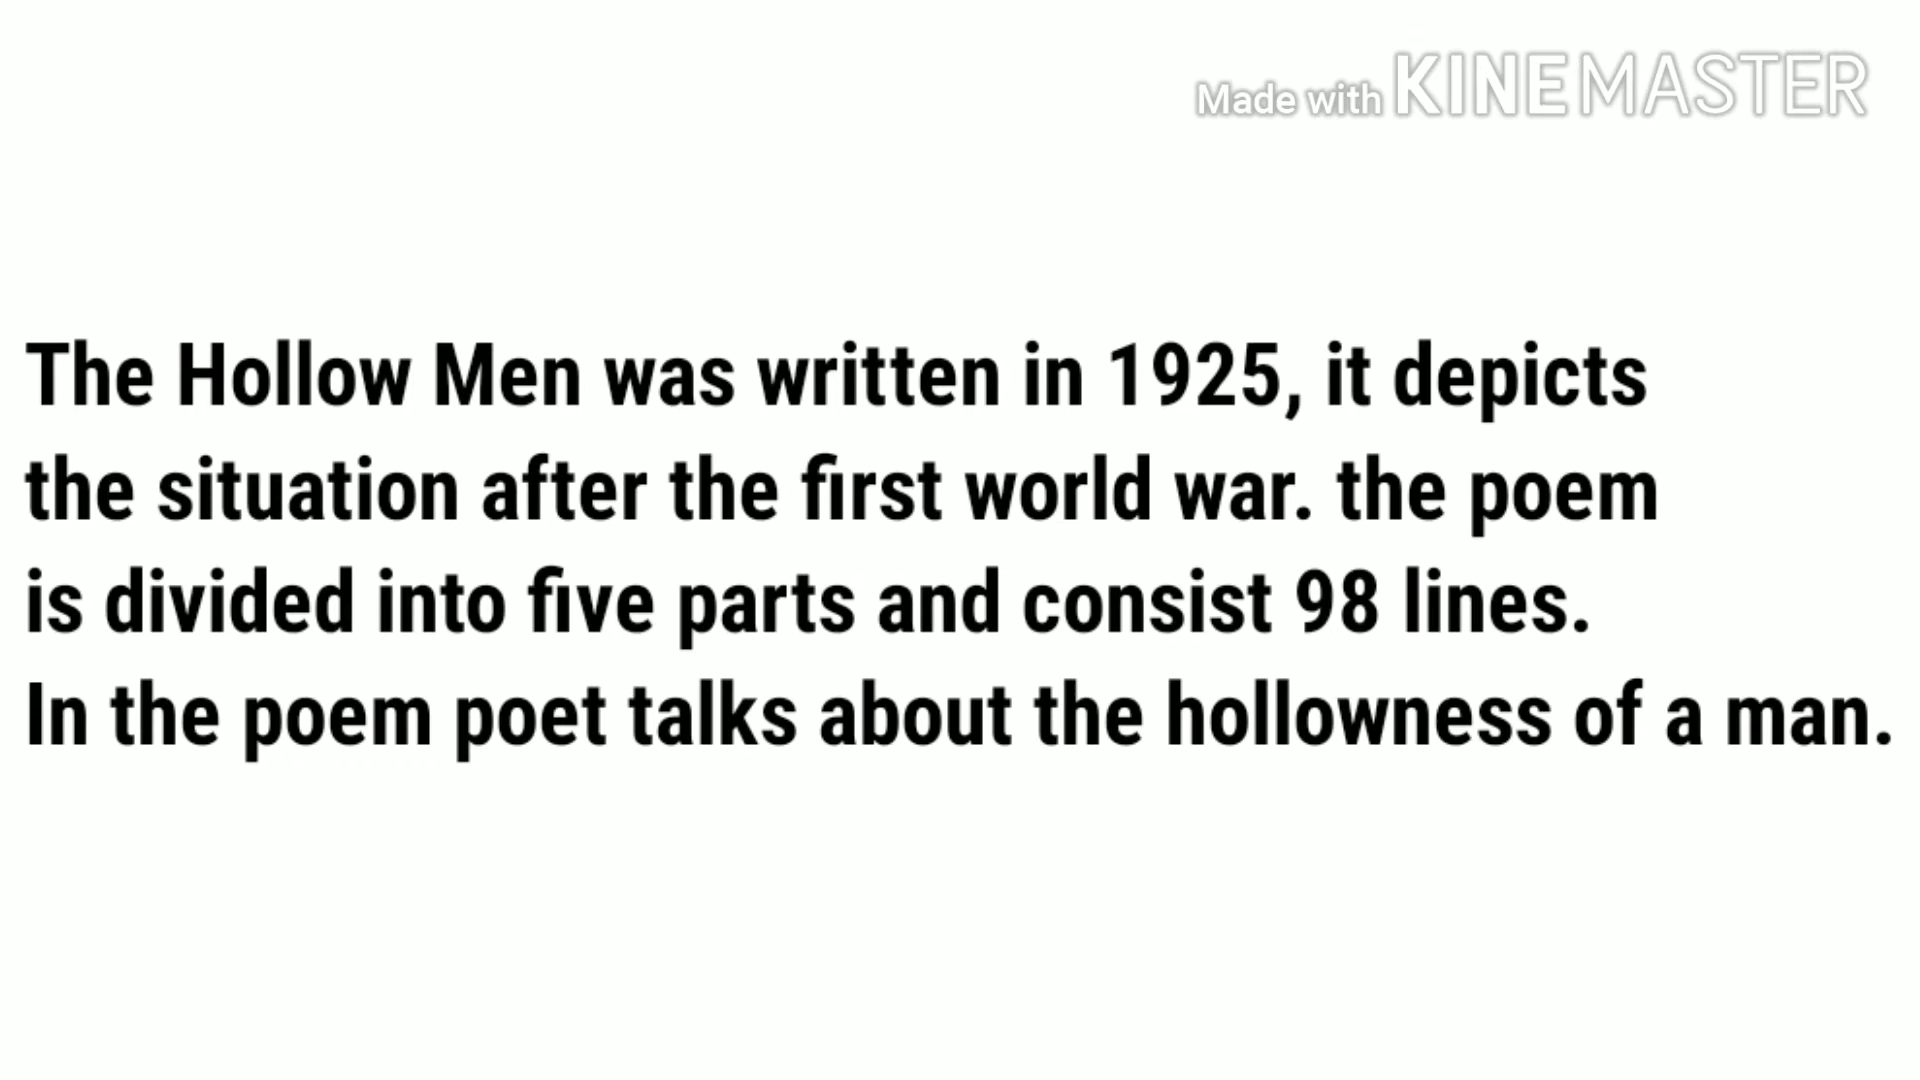 Made with KINEMASTER
The Hollow Men was written in 1925, it depicts
the situation after the first world war. the poem
is divided into five parts and consist 98 lines.
In the poem poet talks about the hollowness of a man.